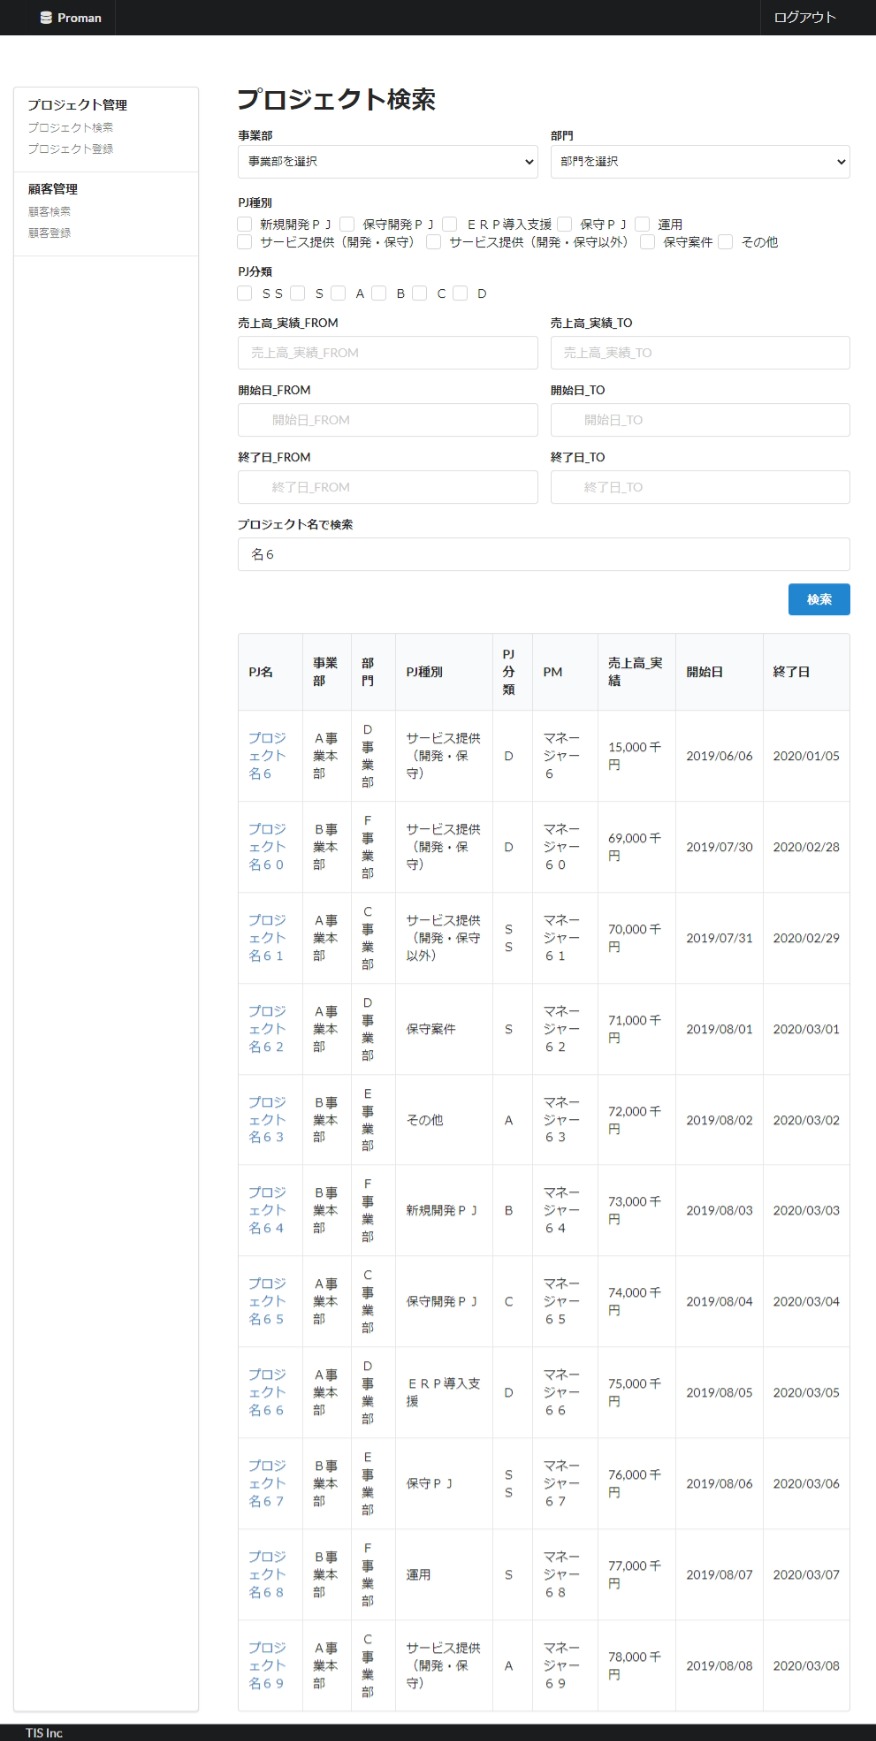 Proman
ログアウト
プロジェクト管理
プロジェクト検索
プロジェクト登録
顧客管理
顧客検索
顧客登録
プロジェクト検索
事業部
部門
事業部を選択
部門を選択
PJ種別
新規開発ＰＪ 保守開発ＰＪ ＥＲＰ導入支援 保守ＰＪ 運用
サービス提供（開発・保守） サービス提供（開発・保守以外） 保守案件 その他
PJ分類
ＳＳ Ｓ Ａ Ｂ Ｃ Ｄ
売上高_実績_FROM
売上高_実績_TO
売上高_実績_FROM
売上高_実績_TO
開始日_FROM
開始日_TO
開始日_FROM
開始日_TO
終了日_FROM
終了日_TO
終了日_FROM
終了日_TO
プロジェクト名で検索
名６
検索
PJ名 事業部 部門 PJ種別 PJ分類 PM 売上高_実績 開始日 終了日
プロジェクト名６ Ａ事業本部 Ｄ事業部 サービス提供（開発・保守） Ｄ マネージャー６ 15,000 千円 2019/06/06 2020/01/05
プロジェクト名６０ Ｂ事業本部 Ｆ事業部 サービス提供（開発・保守） Ｄ マネージャー６０ 69,000 千円 2019/07/30 2020/02/28
プロジェクト名６１ Ａ事業本部 Ｃ事業部 サービス提供（開発・保守以外） ＳＳ マネージャー６１ 70,000 千円 2019/07/31 2020/02/29
プロジェクト名６２ Ａ事業本部 Ｄ事業部 保守案件 Ｓ マネージャー６２ 71,000 千円 2019/08/01 2020/03/01
プロジェクト名６３ Ｂ事業本部 Ｅ事業部 その他 Ａ マネージャー６３ 72,000 千円 2019/08/02 2020/03/02
プロジェクト名６４ Ｂ事業本部 Ｆ事業部 新規開発ＰＪ Ｂ マネージャー６４ 73,000 千円 2019/08/03 2020/03/03
プロジェクト名６５ Ａ事業本部 Ｃ事業部 保守開発ＰＪ Ｃ マネージャー６５ 74,000 千円 2019/08/04 2020/03/04
プロジェクト名６６ Ａ事業本部 Ｄ事業部 ＥＲＰ導入支援 Ｄ マネージャー６６ 75,000 千円 2019/08/05 2020/03/05
プロジェクト名６７ Ｂ事業本部 Ｅ事業部 保守ＰＪ ＳＳ マネージャー６７ 76,000 千円 2019/08/06 2020/03/06
プロジェクト名６８ Ｂ事業本部 Ｆ事業部 運用 Ｓ マネージャー６８ 77,000 千円 2019/08/07 2020/03/07
プロジェクト名６９ Ａ事業本部 Ｃ事業部 サービス提供（開発・保守） Ａ マネージャー６９ 78,000 千円 2019/08/08 2020/03/08
TIS Inc.